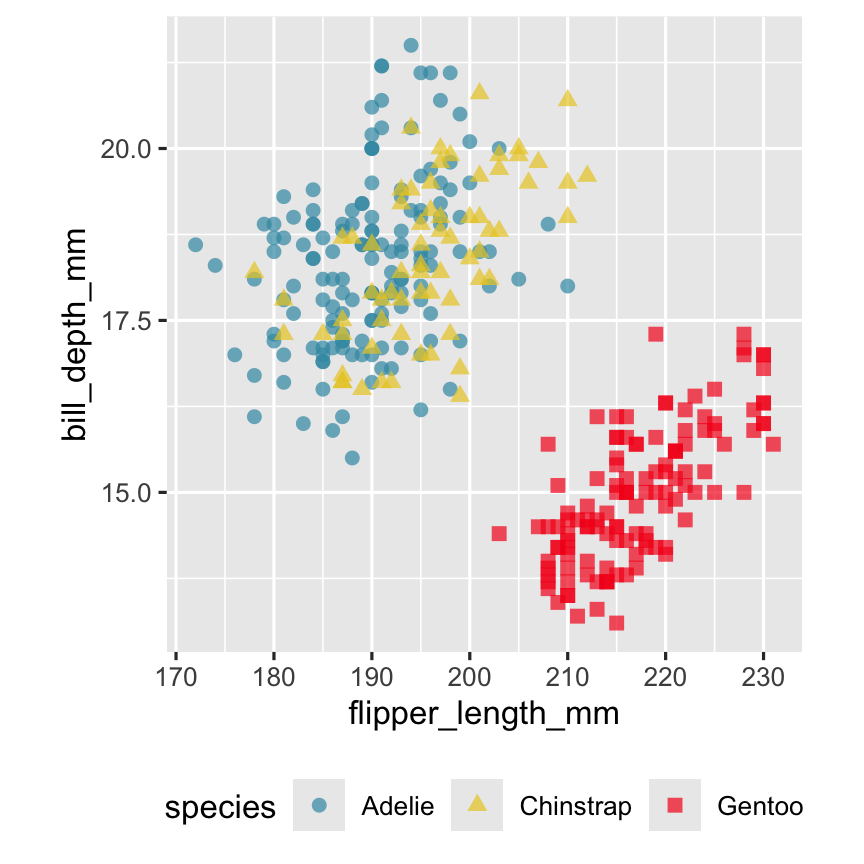 20.0
17.5
15.0
bill_depth_mm
170 180 190 200 210 220 230
flipper_length_mm
species Adelie Chinstrap Gentoo